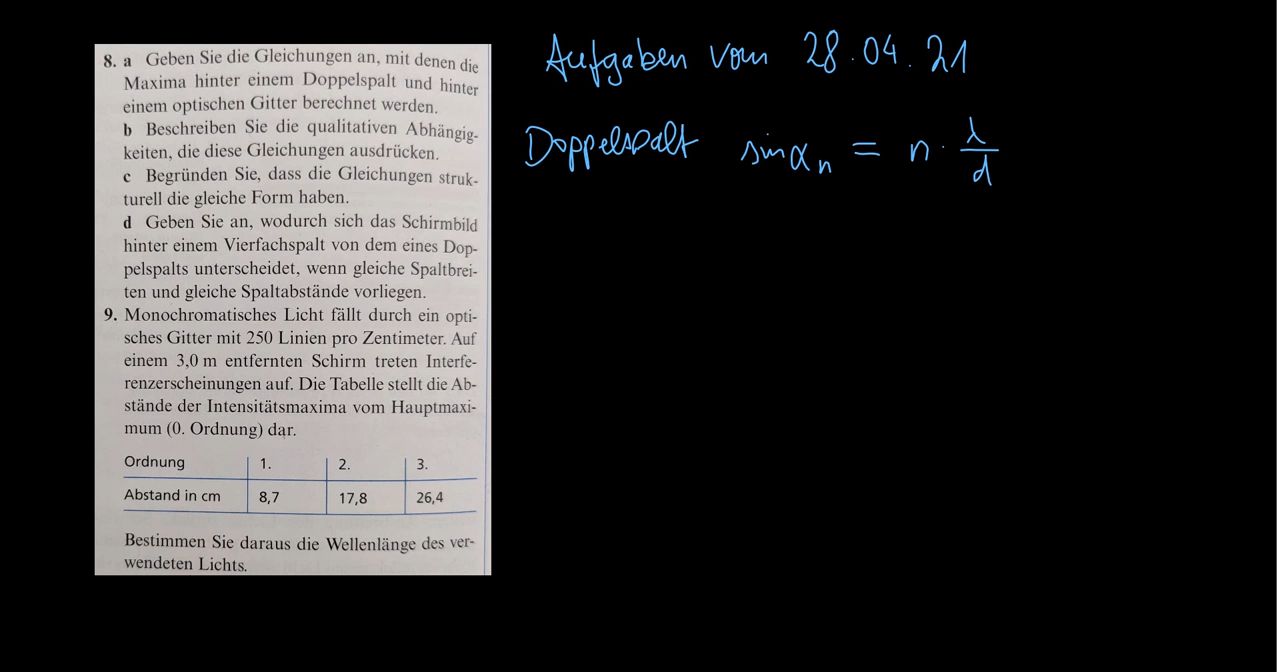 8. a Geben Sie die Gleichungen an, mit denen die
Maxima hinter einem Doppelspalt und hinter
einem optischen Gitter berechnet werden.
b Beschreiben Sie die qualitativen Abhängig-
keiten, die diese Gleichungen ausdrücken.
c Begründen Sie, dass die Gleichungen struk-
turell die gleiche Form haben.
d Geben Sie an, wodurch sich das Schirmbild
hinter einem Vierfachspalt von dem eines Dop-
pelspalts unterscheidet, wenn gleiche Spaltbrei-
ten und gleiche Spaltabstände vorliegen.
9. Monochromatisches Licht fällt durch ein opti-
sches Gitter mit 250 Linien pro Zentimeter. Auf
einem 3,0 m entfernten Schirm treten Interfe-
renzerscheinungen auf. Die Tabelle stellt die Ab-
stände der Intensitätsmaxima vom Hauptmaxi-
mum (0. Ordnung) dar.
Ordnung 1. 2. 3.
Abstand in cm 8,7 17,8 26,4
Bestimmen Sie daraus die Wellenlänge des ver-
wendeten Lichts.
Aufgaben vom 28.04.21
Doppelspalt sin αₙ = n · λ/d